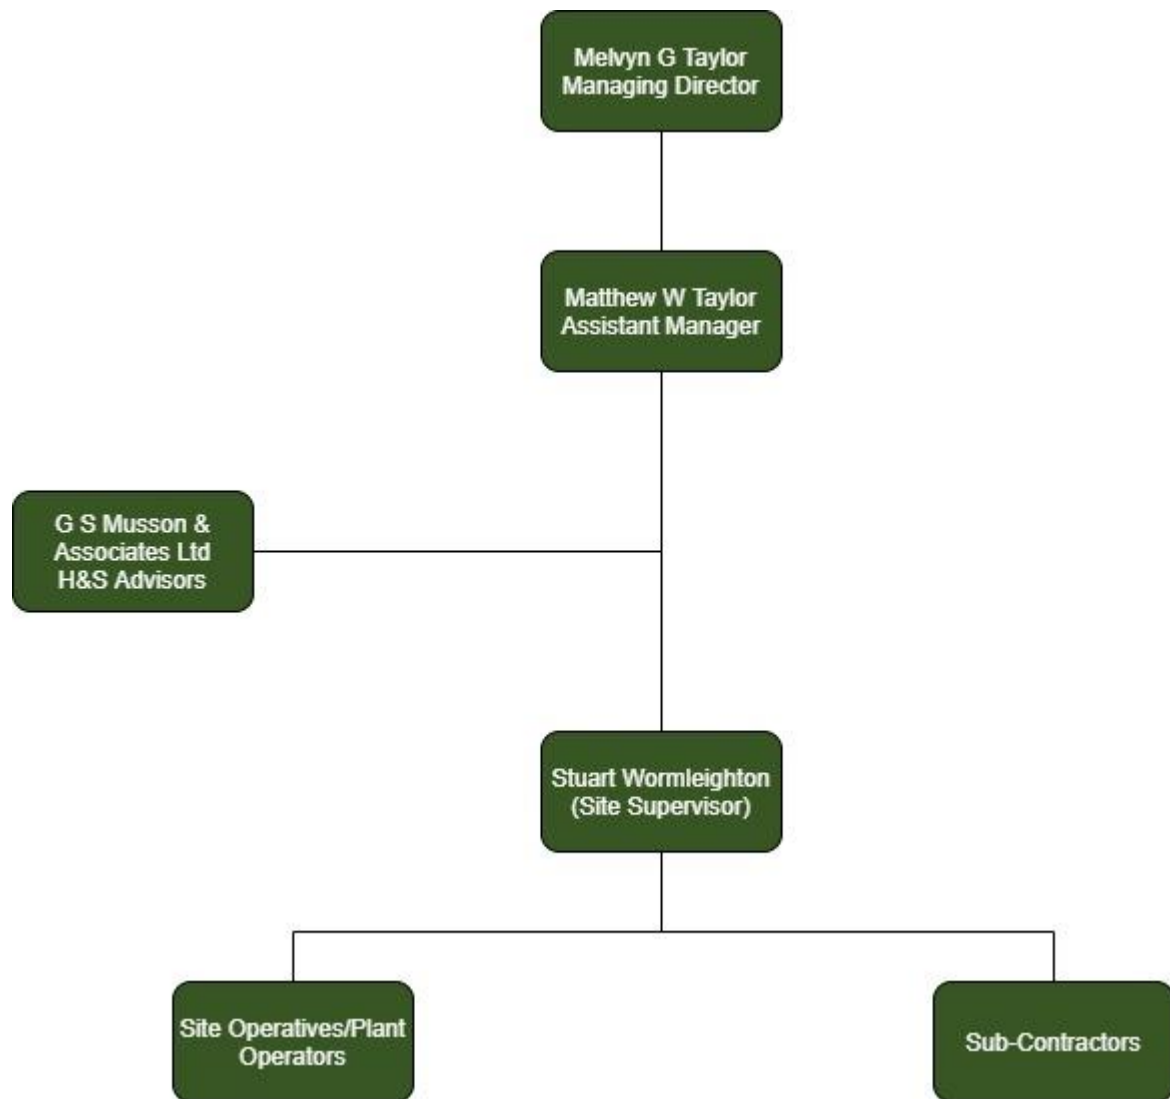 Melvyn G Taylor
Managing Director
Matthew W Taylor
Assistant Manager
G S Musson &
Associates Ltd
H&S Advisors
Stuart Wormleighton
(Site Supervisor)
Site Operatives/Plant
Operators
Sub-Contractors